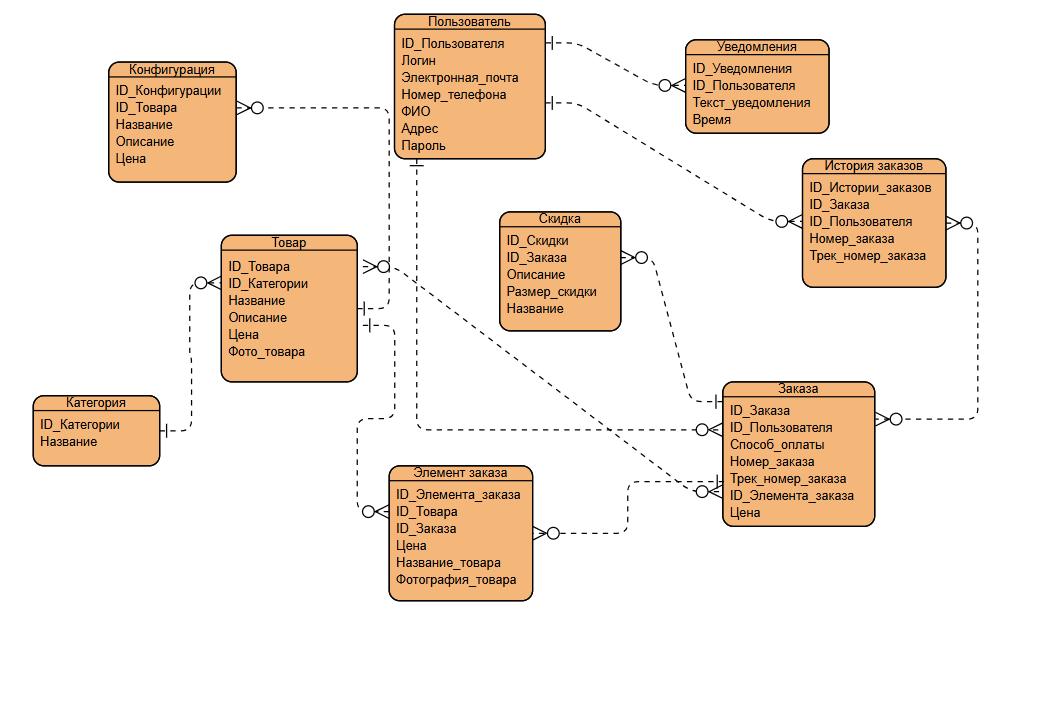 Пользователь
ID_Пользователя
Логин
Электронная_почта
Номер_телефона
ФИО
Адрес
Пароль
Уведомления
ID_Уведомления
ID_Пользователя
Текст_уведомления
Время
Конфигурация
ID_Конфигурации
ID_Товара
Название
Описание
Цена
История заказов
ID_Истории_заказов
ID_Заказа
ID_Пользователя
Номер_заказа
Трек_номер_заказа
Скидка
ID_Скидки
ID_Заказа
Описание
Размер_скидки
Название
Товар
ID_Товара
ID_Категории
Название
Описание
Цена
Фото_товара
Заказа
ID_Заказа
ID_Пользователя
Способ_оплаты
Номер_заказа
Трек_номер_заказа
ID_Элемента_заказа
Цена
Категория
ID_Категории
Название
Элемент заказа
ID_Элемента_заказа
ID_Товара
ID_Заказа
Цена
Название_товара
Фотография_товара